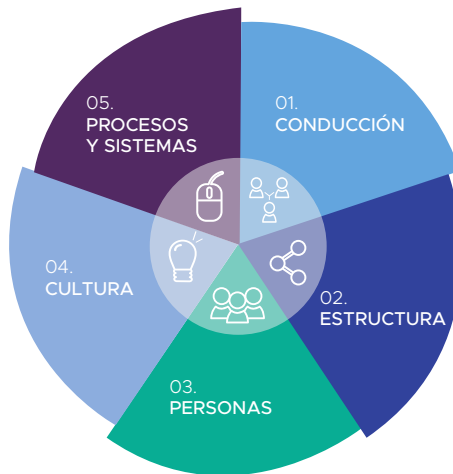 01.
CONDUCCIÓN
02.
ESTRUCTURA
03.
PERSONAS
04.
CULTURA
05.
PROCESOS
Y SISTEMAS